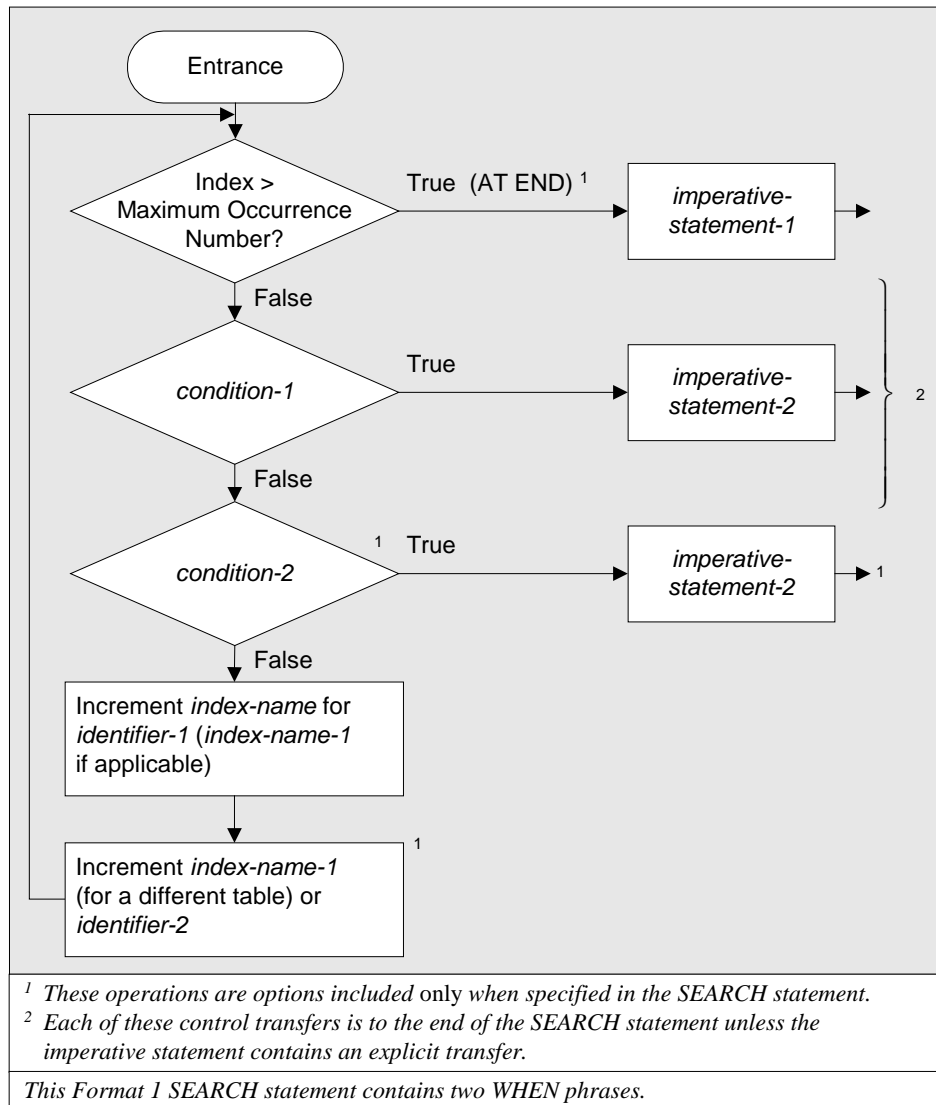 Entrance
Index >
Maximum Occurrence
Number?
True (AT END) 1
imperative-
statement-1
False
condition-1
True
imperative-
statement-2
2
False
condition-2
1 True
imperative-
statement-2
1
False
Increment index-name for
identifier-1 (index-name-1
if applicable)
Increment index-name-1
(for a different table) or
identifier-2
1
1 These operations are options included only when specified in the SEARCH statement.
2 Each of these control transfers is to the end of the SEARCH statement unless the
imperative statement contains an explicit transfer.
This Format 1 SEARCH statement contains two WHEN phrases.